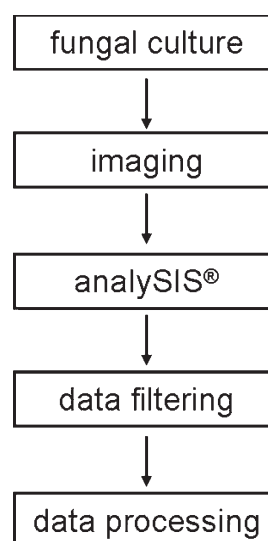 fungal culture
imaging
analySIS®
data filtering
data processing